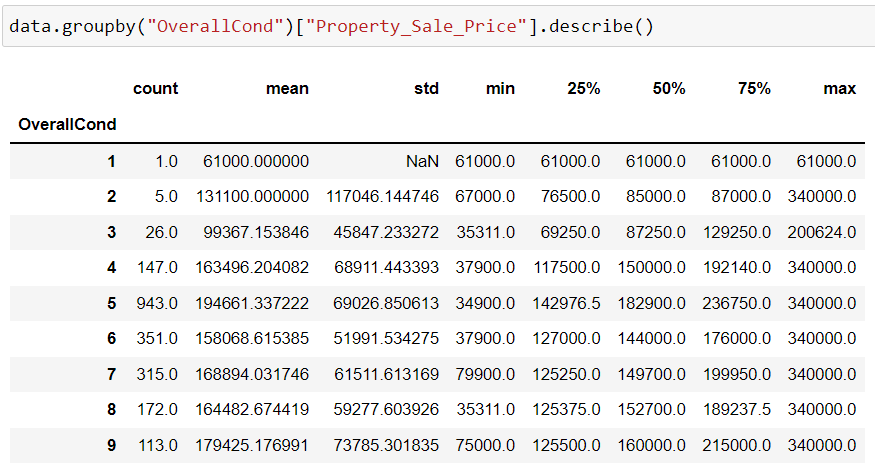 data.groupby("OverallCond")["Property_Sale_Price"].describe()
count mean std min 25% 50% 75% max
OverallCond
1 1.0 61000.000000 NaN 61000.0 61000.0 61000.0 61000.0 61000.0
2 5.0 131100.000000 117046.144746 67000.0 76500.0 85000.0 87000.0 340000.0
3 26.0 99367.153846 45847.233272 35311.0 69250.0 87250.0 129250.0 200624.0
4 147.0 163496.204082 68911.443393 37900.0 117500.0 150000.0 192140.0 340000.0
5 943.0 194661.337222 69026.850613 34900.0 142976.5 182900.0 236750.0 340000.0
6 351.0 158068.615385 51991.534275 37900.0 127000.0 144000.0 176000.0 340000.0
7 315.0 168894.031746 61511.613169 79900.0 125250.0 149700.0 199950.0 340000.0
8 172.0 164482.674419 59277.603926 35311.0 125375.0 152700.0 189237.5 340000.0
9 113.0 179425.176991 73785.301835 75000.0 125500.0 160000.0 215000.0 340000.0